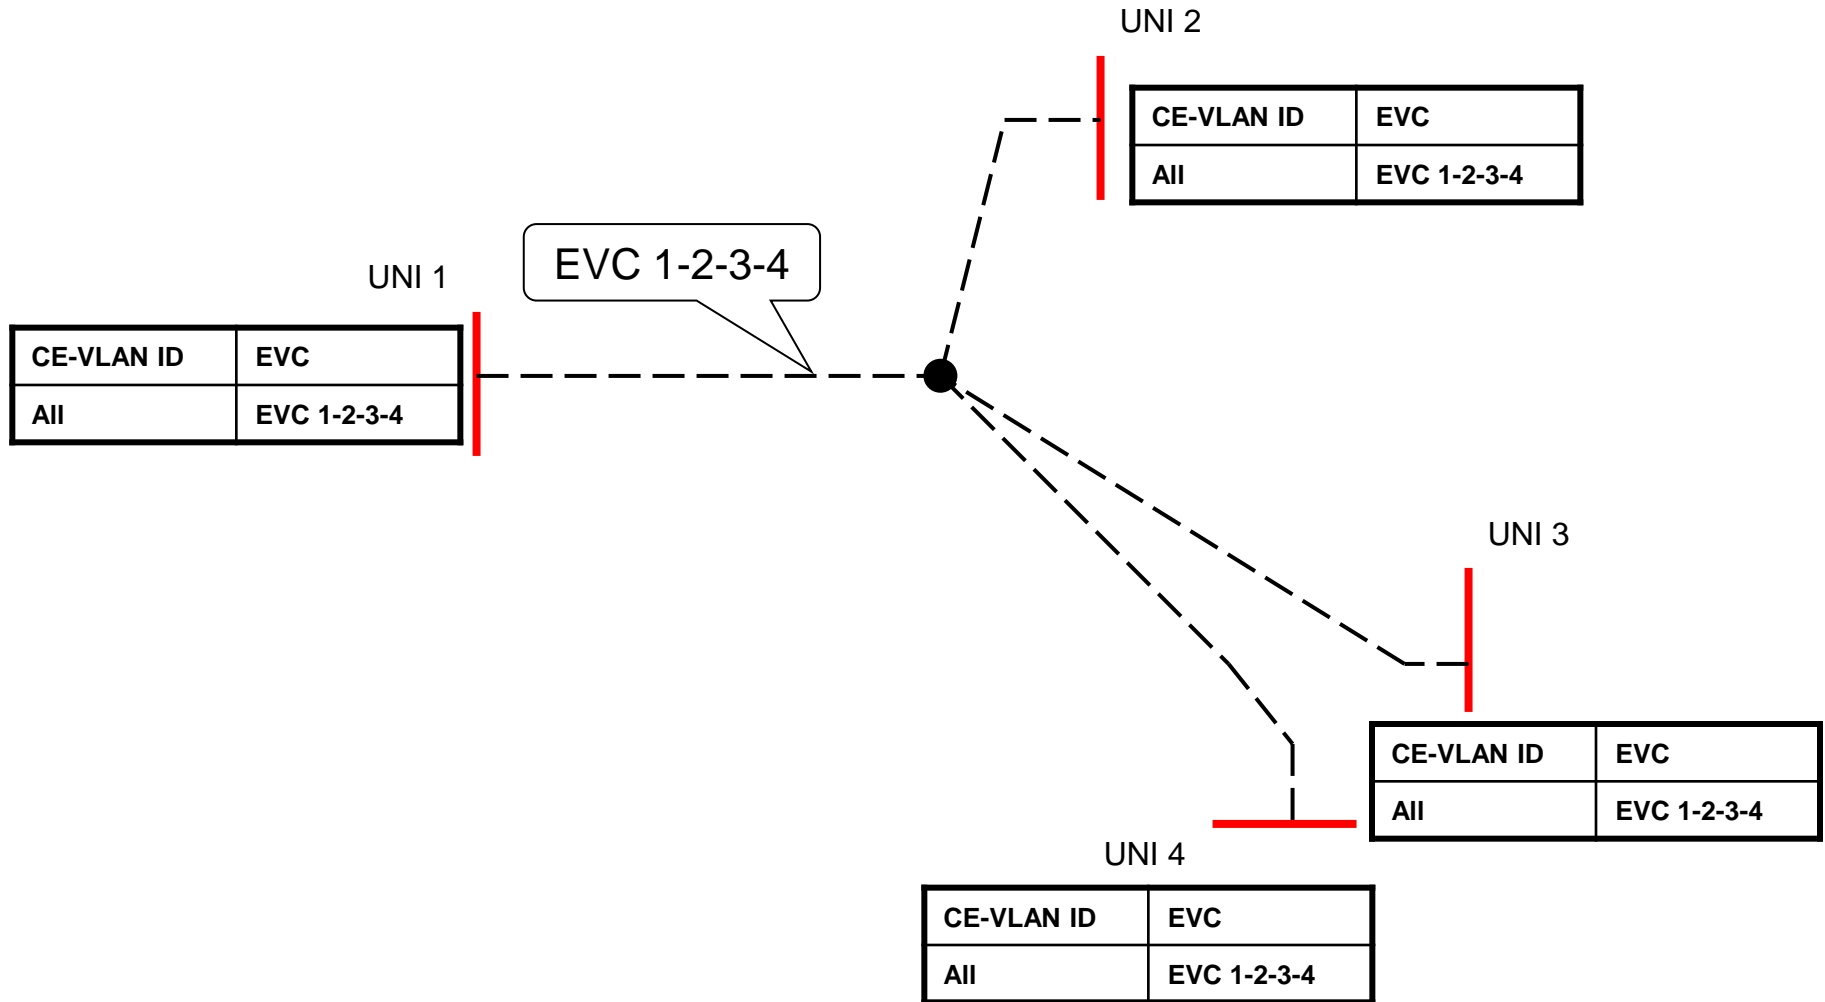 UNI 2
CE-VLAN ID EVC
All EVC 1-2-3-4
EVC 1-2-3-4
UNI 1
CE-VLAN ID EVC
All EVC 1-2-3-4
UNI 3
CE-VLAN ID EVC
All EVC 1-2-3-4
UNI 4
CE-VLAN ID EVC
All EVC 1-2-3-4